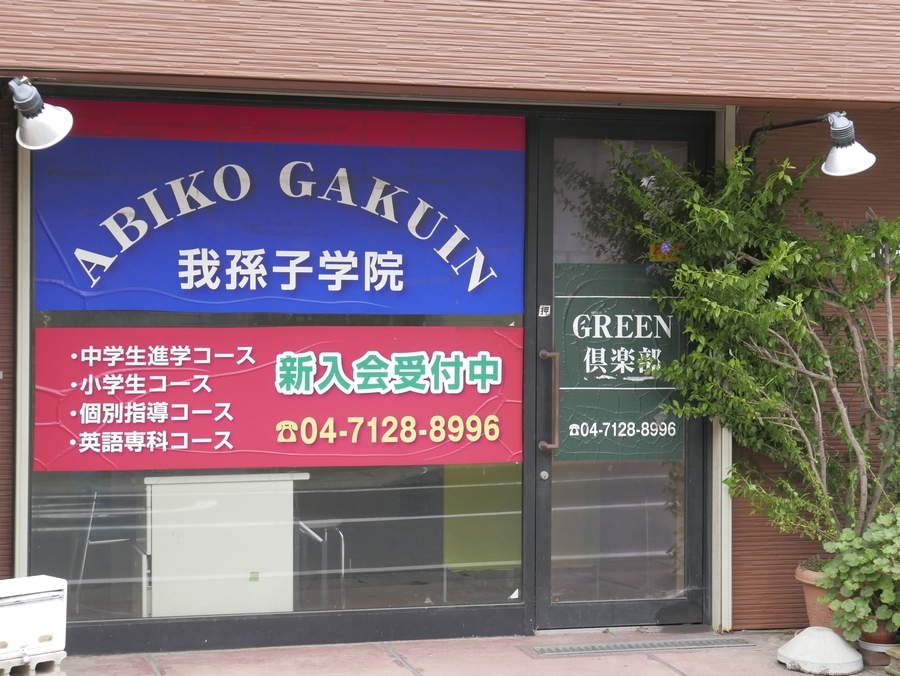 ABIKO GAKUIN
我孫子学院
・中学生進学コース
・小学生コース
・個別指導コース
・英語専科コース
新入会受付中
☎04-7128-8996
押
GREEN
倶楽部
☎04-7128-8996